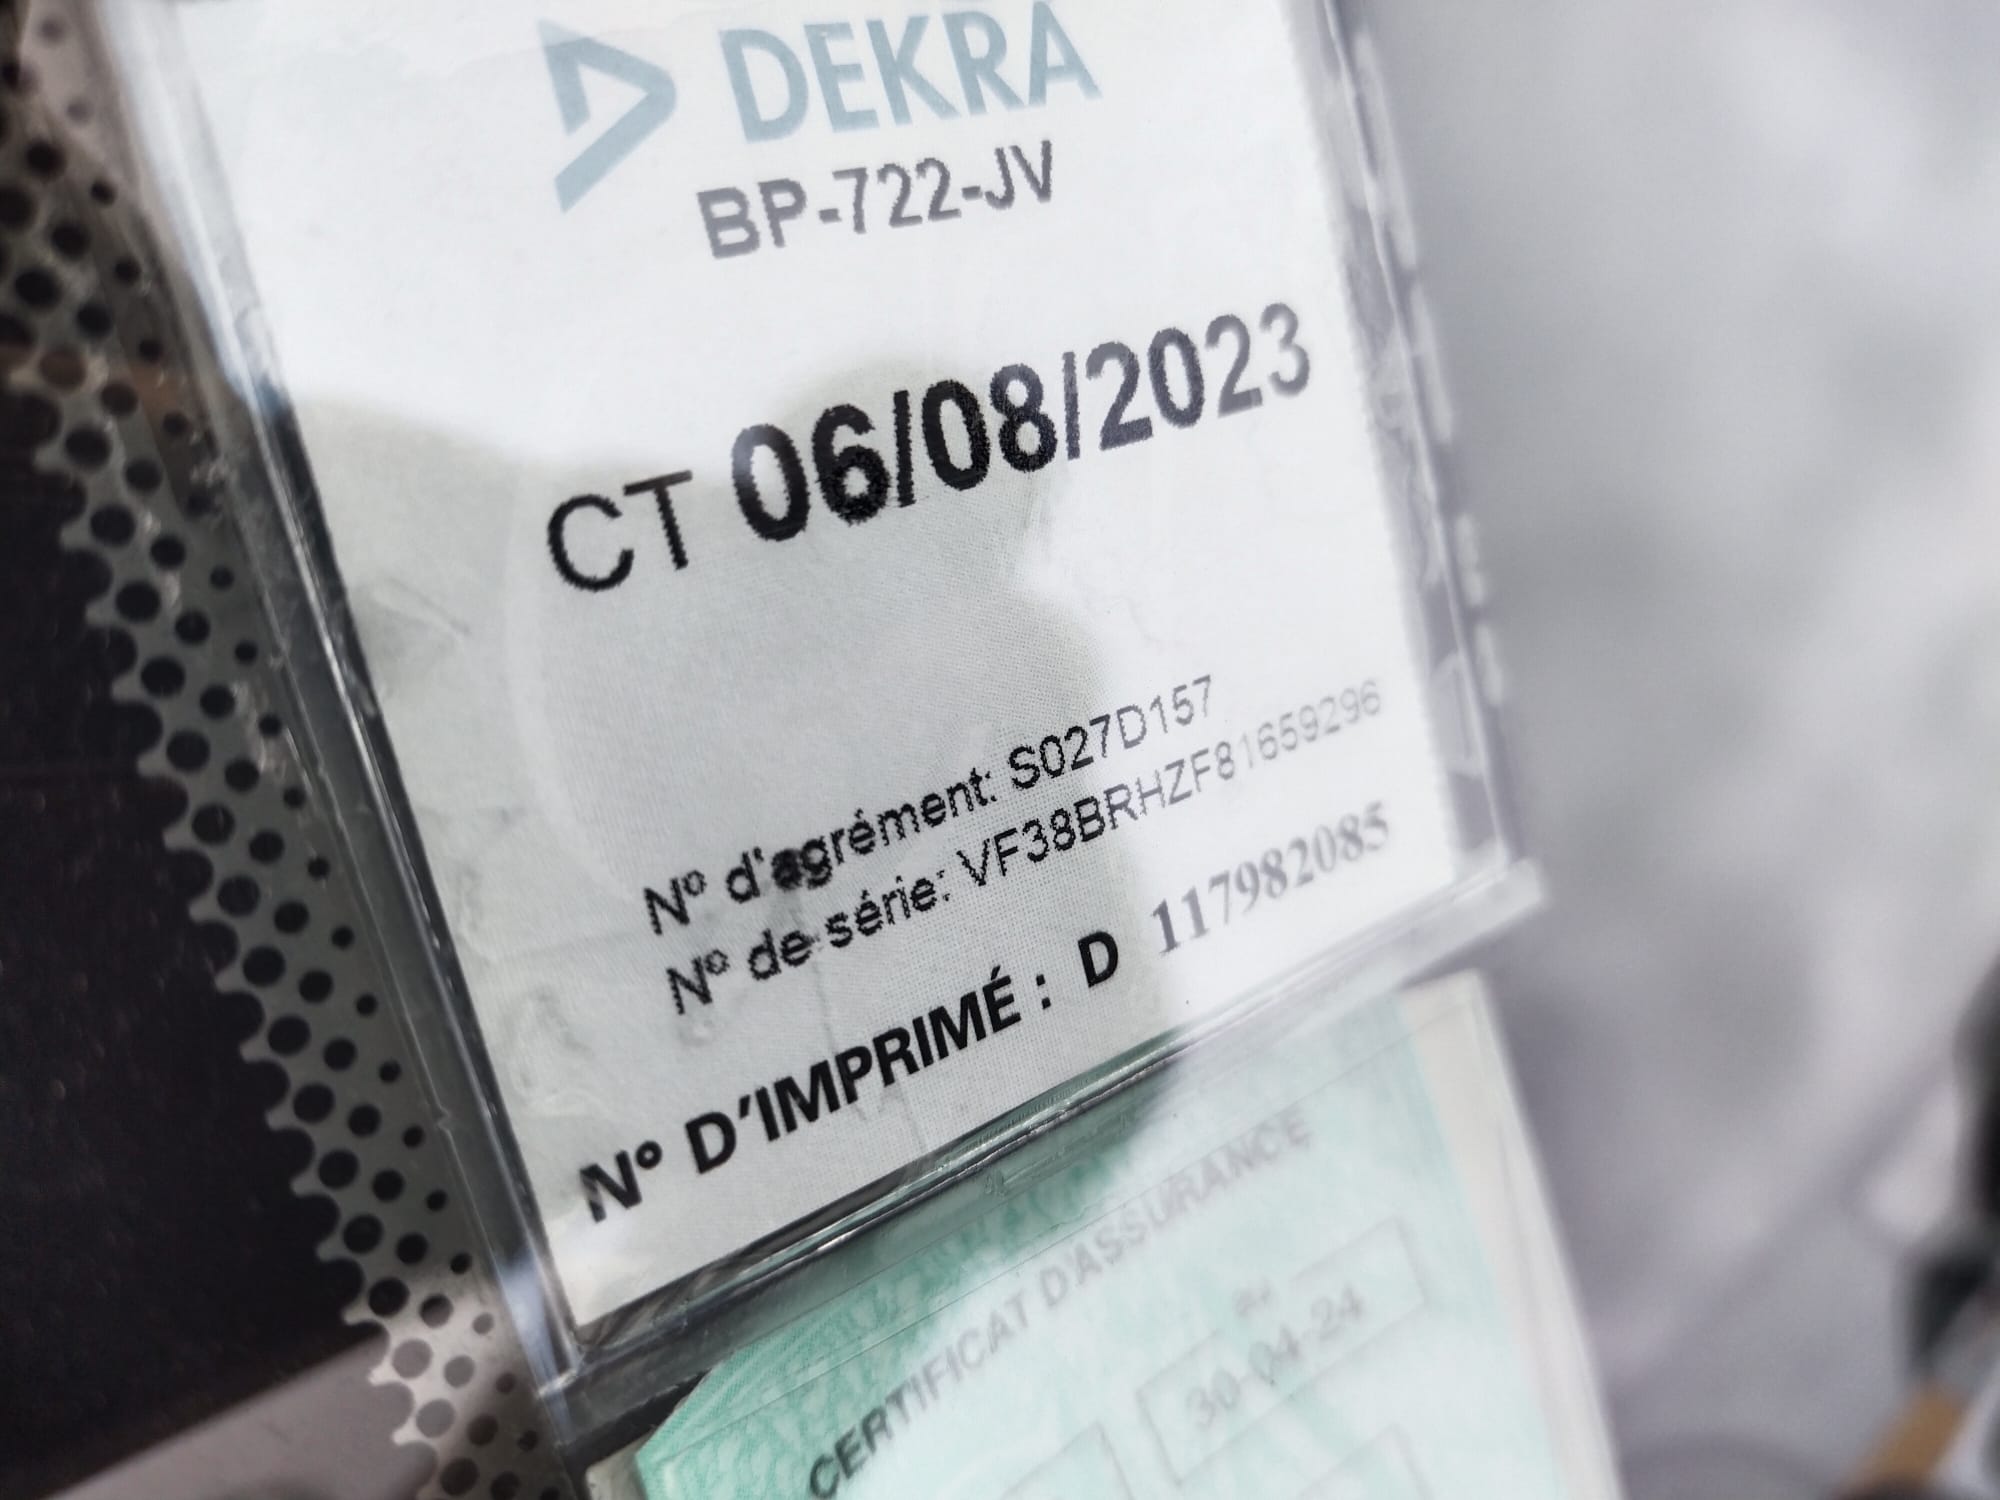 DEKRA
BP-722-JV
CT 06/08/2023
N° d'agrément: S027D157
N° de série: VF38BRHZF81659296
N° D'IMPRIMÉ : D 117982085
CERTIFICAT D'ASSURANCE
au
30-04-24